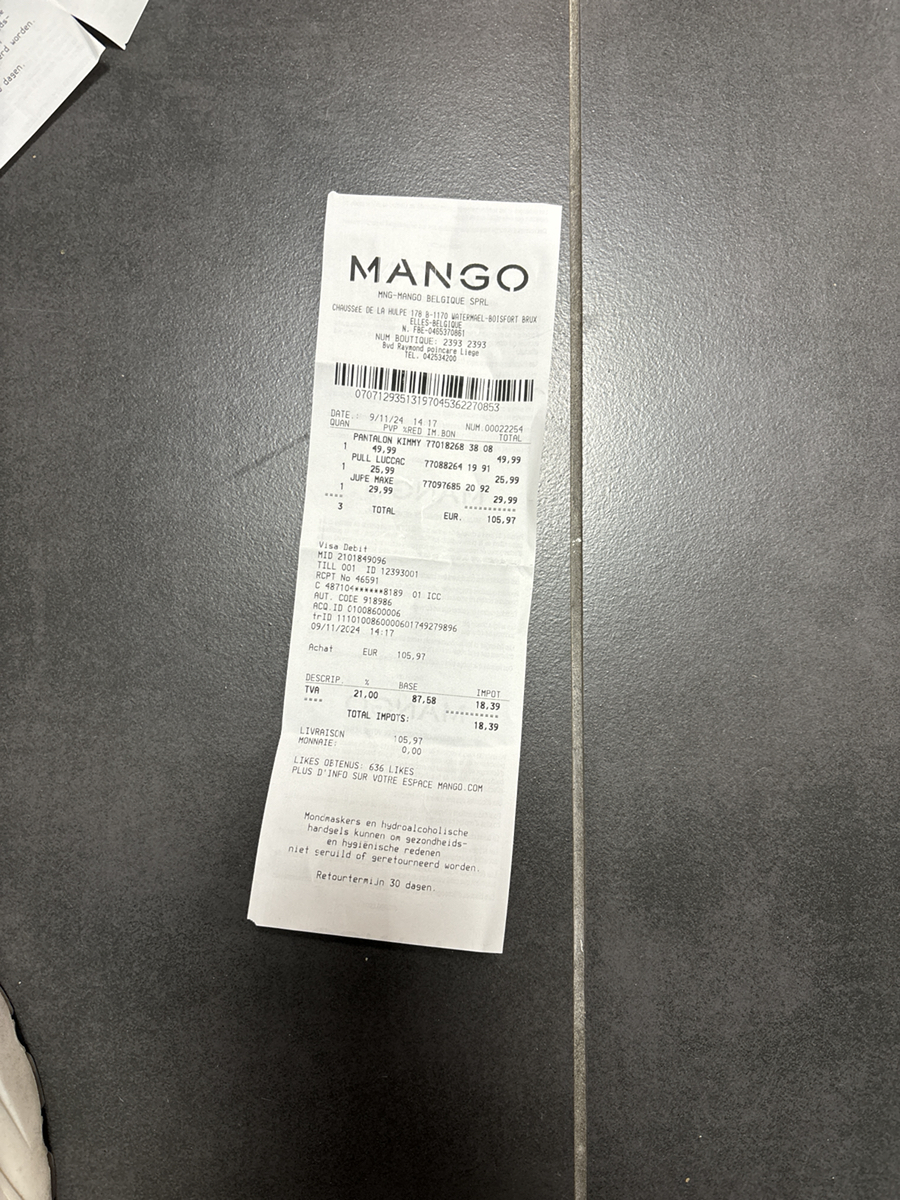 ds-
erd worden.
dagen.
MANGO
MNG-MANGO BELGIQUE SPRL
CHAUSSéE DE LA HULPE 178 B-1170 WATERMAEL-BOISFORT BRUX
ELLES-BELGIQUE
N. FBE-0465370861
NUM BOUTIQUE: 2393 2393
Bvd Raymond poincare Liege
TEL. 042534200
0707129351319704536227085​3
DATE.: 9/11/24 14 17 NUM.00022254
QUAN PVP %RED IM.BON TOTAL
PANTALON KIMMY 77018268 38 08
1 49,99 49,99
PULL LUCCAC 77088264 19 91
1 25,99 25,99
JUPE MAXE 77097685 20 92
1 29,99 29,99
3 TOTAL EUR. 105,97
Visa Debit
MID 2101849096
TILL 001 ID 12393001
RCPT No 46591
C 487104******8189 01 ICC
AUT. CODE 918986
ACQ.ID 01008600006
trID 1110100860000601749279896
09/11/2024 14:17
Achat EUR 105,97
DESCRIP. % BASE IMPOT
TVA 21,00 87,58 18,39
TOTAL IMPOTS: 18,39
LIVRAISON 105,97
MONNAIE: 0,00
LIKES OBTENUS: 636 LIKES
PLUS D'INFO SUR VOTRE ESPACE MANGO.COM
Mondmaskers en hydroalcoholische
handgels kunnen om gezondheids-
en hygiënische redenen
niet geruild of geretourneerd worden.
Retourtermijn 30 dagen.